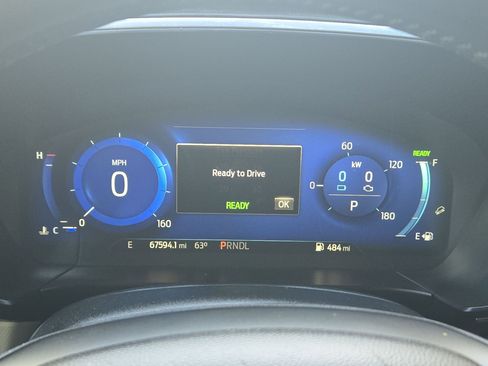 H
C
MPH
0
0
160
Ready to Drive
READY
OK
kW
0
60
120
180
0 0
P
READY
F
E
E
67594.1 mi
63°
PRNDL
484 mi